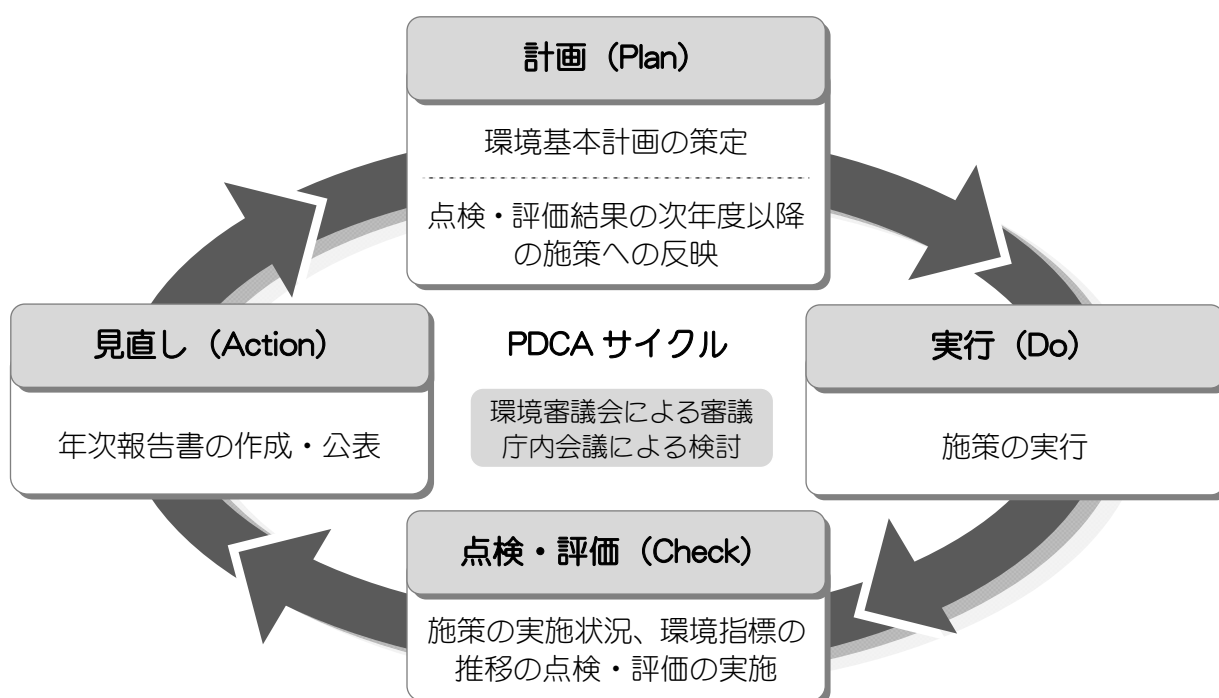 計画（Plan）
環境基本計画の策定
点検・評価結果の次年度以降
の施策への反映
見直し（Action）
年次報告書の作成・公表
PDCA サイクル
環境審議会による審議
庁内会議による検討
実行（Do）
施策の実行
点検・評価（Check）
施策の実施状況、環境指標の
推移の点検・評価の実施